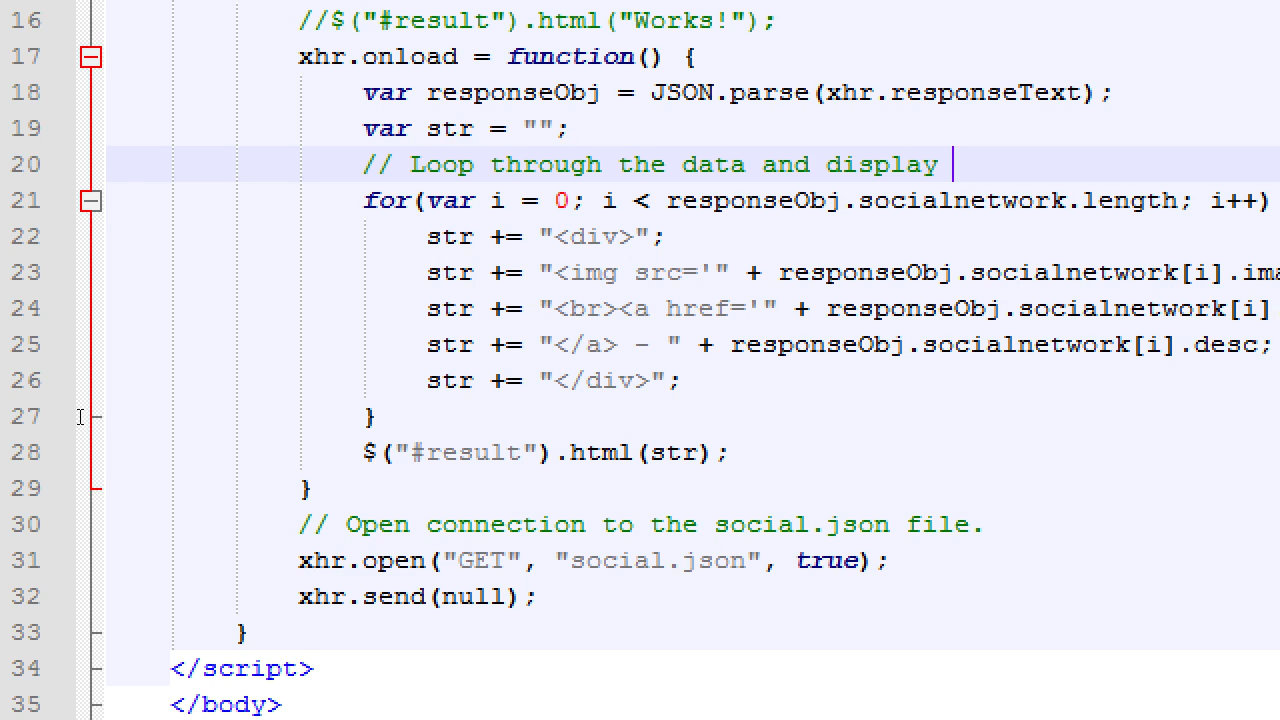 16 //$("#result").html("Works!");
17 xhr.onload = function() {
18 var responseObj = JSON.parse(xhr.responseText);
19 var str = "";
20 // Loop through the data and display
21 for(var i = 0; i < responseObj.socialnetwork.length; i++)
22 str += "<div>";
23 str += "<img src='" + responseObj.socialnetwork[i].ima
24 str += "<br><a href='" + responseObj.socialnetwork[i]
25 str += "</a> - " + responseObj.socialnetwork[i].desc;
26 str += "</div>";
27 }
28 $("#result").html(str);
29 }
30 // Open connection to the social.json file.
31 xhr.open("GET", "social.json", true);
32 xhr.send(null);
33 }
34 </script>
35 </body>